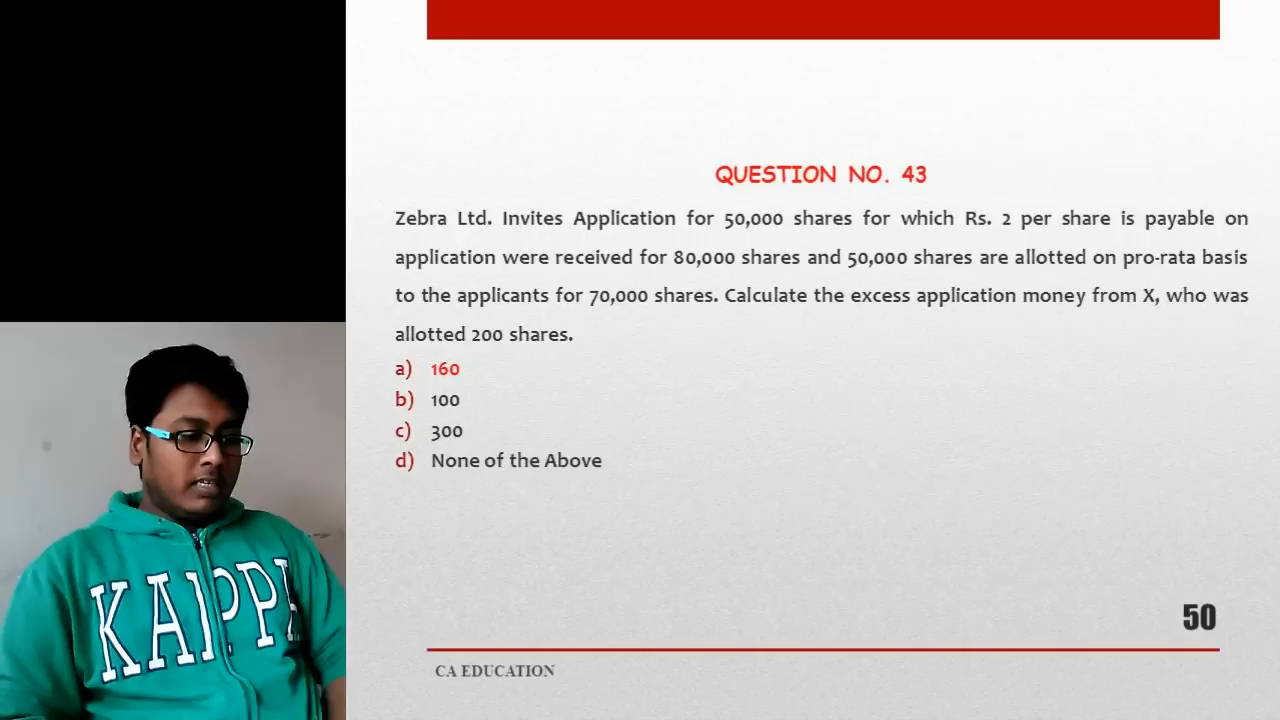 QUESTION NO. 43
Zebra Ltd. Invites Application for 50,000 shares for which Rs. 2 per share is payable on
application were received for 80,000 shares and 50,000 shares are allotted on pro-rata basis
to the applicants for 70,000 shares. Calculate the excess application money from X, who was
allotted 200 shares.
a) 160
b) 100
c) 300
d) None of the Above
KAPPA
50
CA EDUCATION